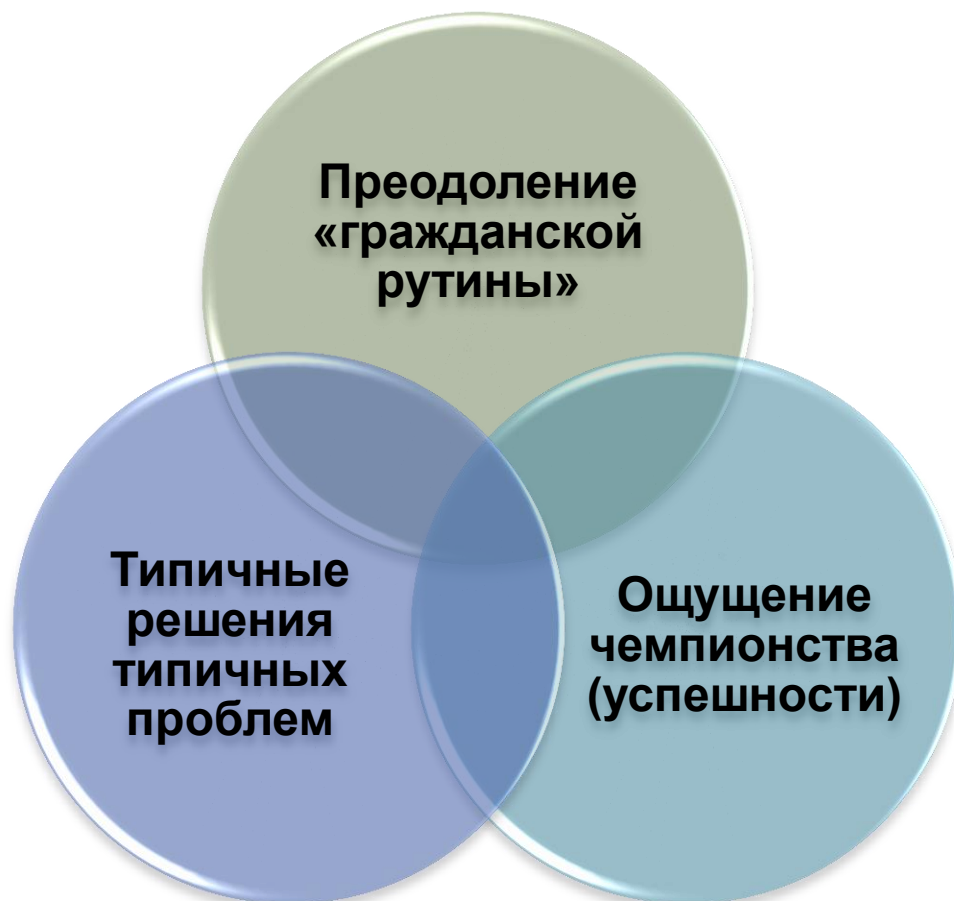 Преодоление
«гражданской
рутины»
Типичные
решения
типичных
проблем
Ощущение
чемпионства
(успешности)